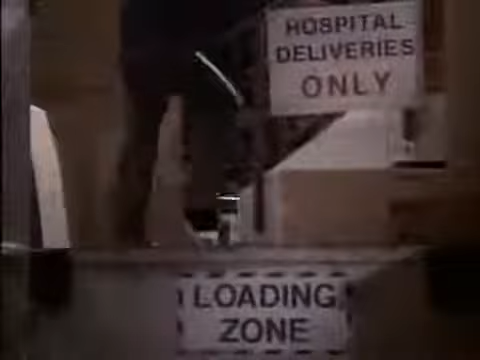 HOSPITAL
DELIVERIES
ONLY
LOADING
ZONE